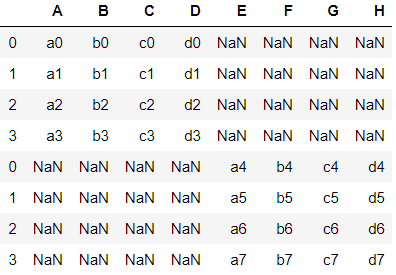 A B C D E F G H
0 a0 b0 c0 d0 NaN NaN NaN NaN
1 a1 b1 c1 d1 NaN NaN NaN NaN
2 a2 b2 c2 d2 NaN NaN NaN NaN
3 a3 b3 c3 d3 NaN NaN NaN NaN
0 NaN NaN NaN NaN a4 b4 c4 d4
1 NaN NaN NaN NaN a5 b5 c5 d5
2 NaN NaN NaN NaN a6 b6 c6 d6
3 NaN NaN NaN NaN a7 b7 c7 d7